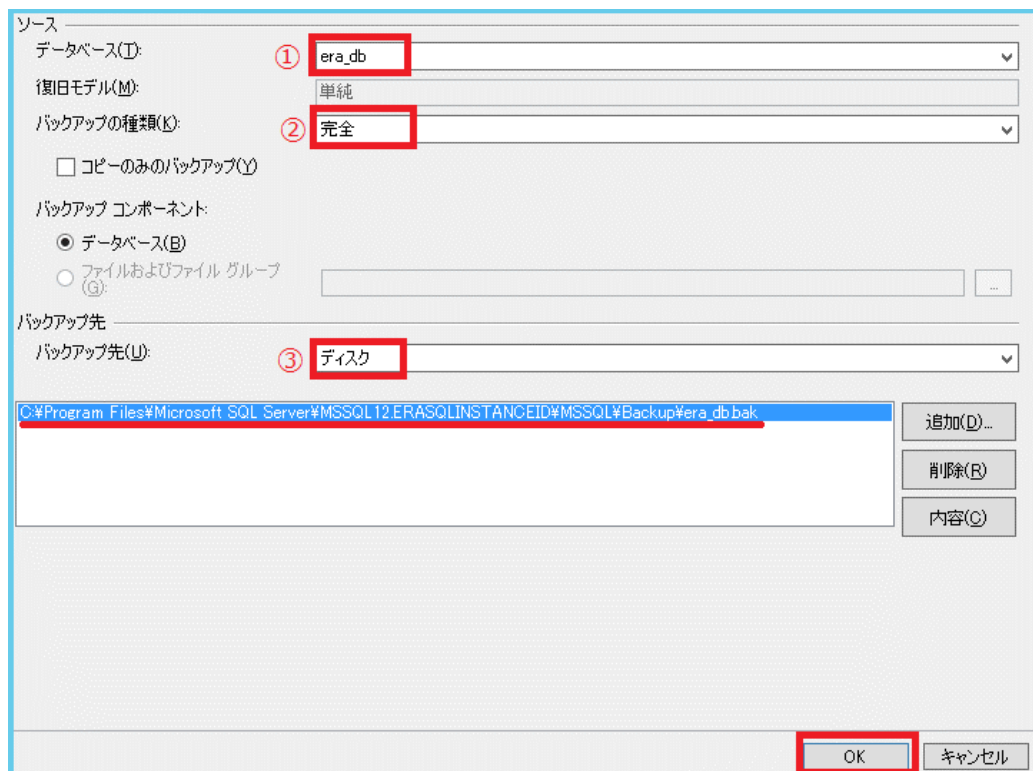 ソース
データベース(T):
① era_db
復旧モデル(M):
単純
バックアップの種類(K):
② 完全
コピーのみのバックアップ(Y)
バックアップ コンポーネント:
データベース(B)
ファイルおよびファイル グループ
(G):
...
バックアップ先
バックアップ先(U):
③ ディスク
C:¥Program Files¥Microsoft SQL Server¥MSSQL12.ERASQLINSTANCEID¥MSSQL¥Backup¥era_db.bak
追加(D)...
削除(R)
内容(C)
OK
キャンセル